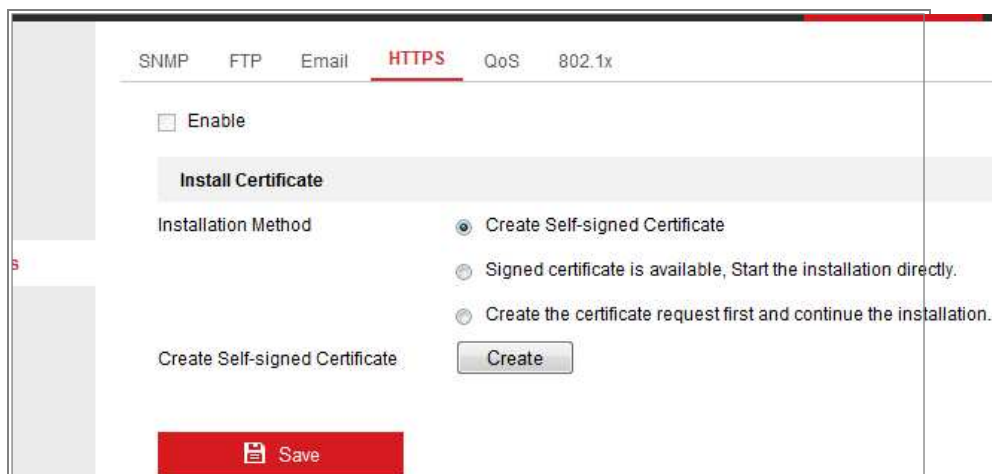 SNMP FTP Email HTTPS QoS 802.1x
Enable
Install Certificate
Installation Method Create Self-signed Certificate
Signed certificate is available, Start the installation directly.
Create the certificate request first and continue the installation.
Create Self-signed Certificate Create
Save